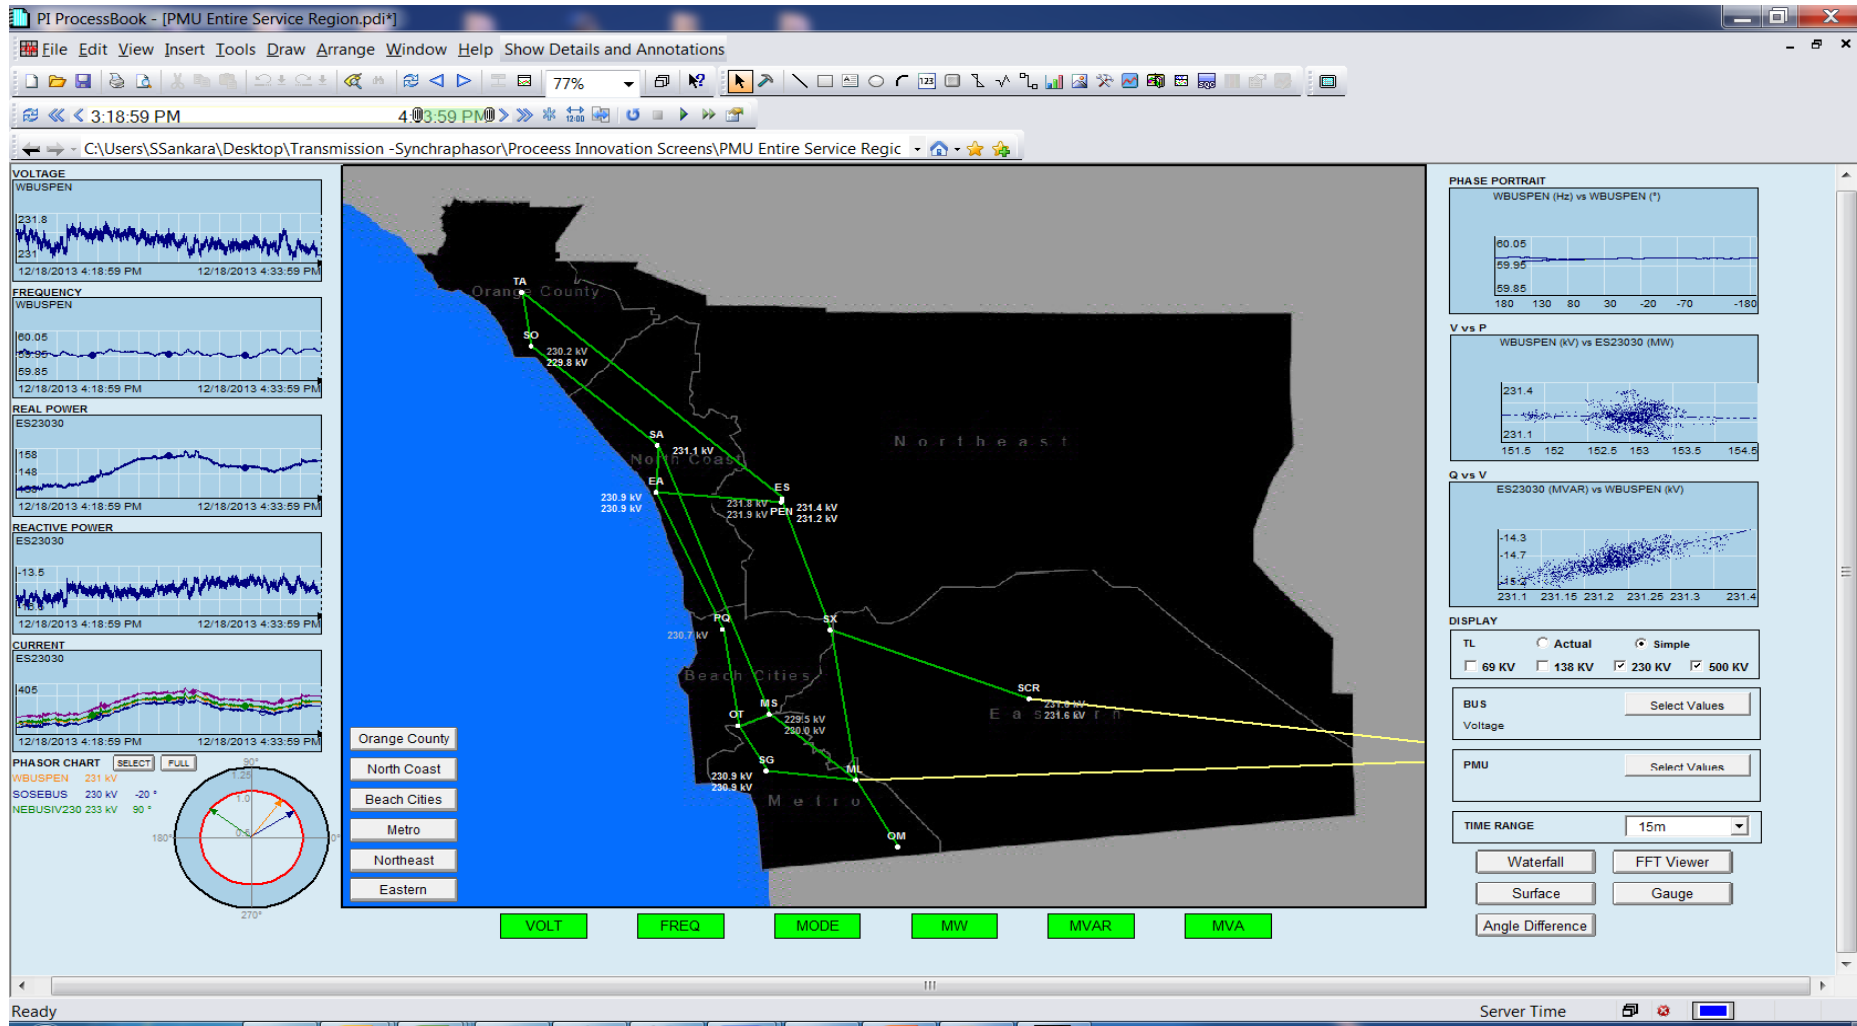 PI ProcessBook - [PMU Entire Service Region.pdi*]
File Edit View Insert Tools Draw Arrange Window Help Show Details and Annotations
77%
3:18:59 PM
C:\Users\SSankara\Desktop\Transmission -Synchraphasor\Proceess Innovation Screens\PMU Entire Service Regic
VOLTAGE
WBUSPEN
231.8
231
12/18/2013 4:18:59 PM 12/18/2013 4:33:59 PM
FREQUENCY
WBUSPEN
60.05
59.95
59.85
12/18/2013 4:18:59 PM 12/18/2013 4:33:59 PM
REAL POWER
ES23030
158
148
12/18/2013 4:18:59 PM 12/18/2013 4:33:59 PM
REACTIVE POWER
ES23030
-13.5
12/18/2013 4:18:59 PM 12/18/2013 4:33:59 PM
CURRENT
ES23030
405
12/18/2013 4:18:59 PM 12/18/2013 4:33:59 PM
PHASOR CHART SELECT FULL
WBUSPEN 231 kV
SOSEBUS 230 kV -20 °
NEBUSIV230 233 kV 90 °
90°
1.25
1.0
0.5
180°
0°
270°
TA
Orange County
SO
230.2 kV
229.8 kV
SA
231.1 kV
North Coast
Northeast
EA
230.9 kV
230.9 kV
ES
231.8 kV
231.9 kV
PEN
231.4 kV
231.2 kV
PQ
230.7 kV
SX
Beach Cities
SCR
231.6 kV
Eastern
MS
OT
229.5 kV
230.0 kV
SG
230.9 kV
230.9 kV
ML
Metro
OM
Orange County
North Coast
Beach Cities
Metro
Northeast
Eastern
VOLT FREQ MODE MW MVAR MVA
PHASE PORTRAIT
WBUSPEN (Hz) vs WBUSPEN (°)
60.05
59.95
59.85
180 130 80 30 -20 -70 -180
V vs P
WBUSPEN (kV) vs ES23030 (MW)
231.4
231.1
151.5 152 152.5 153 153.5 154.5
Q vs V
ES23030 (MVAR) vs WBUSPEN (kV)
-14.3
-14.7
231.1 231.15 231.2 231.25 231.3 231.4
DISPLAY
TL Actual Simple
69 KV 138 KV 230 KV 500 KV
BUS Select Values
Voltage
PMU Select Values
TIME RANGE 15m
Waterfall FFT Viewer
Surface Gauge
Angle Difference
Ready Server Time